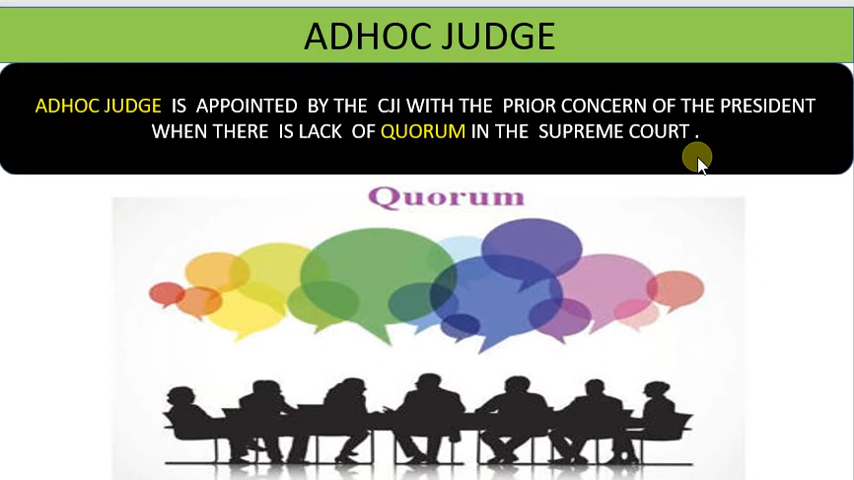 ADHOC JUDGE
ADHOC JUDGE IS APPOINTED BY THE CJI WITH THE PRIOR CONCERN OF THE PRESIDENT
WHEN THERE IS LACK OF QUORUM IN THE SUPREME COURT .
Quorum